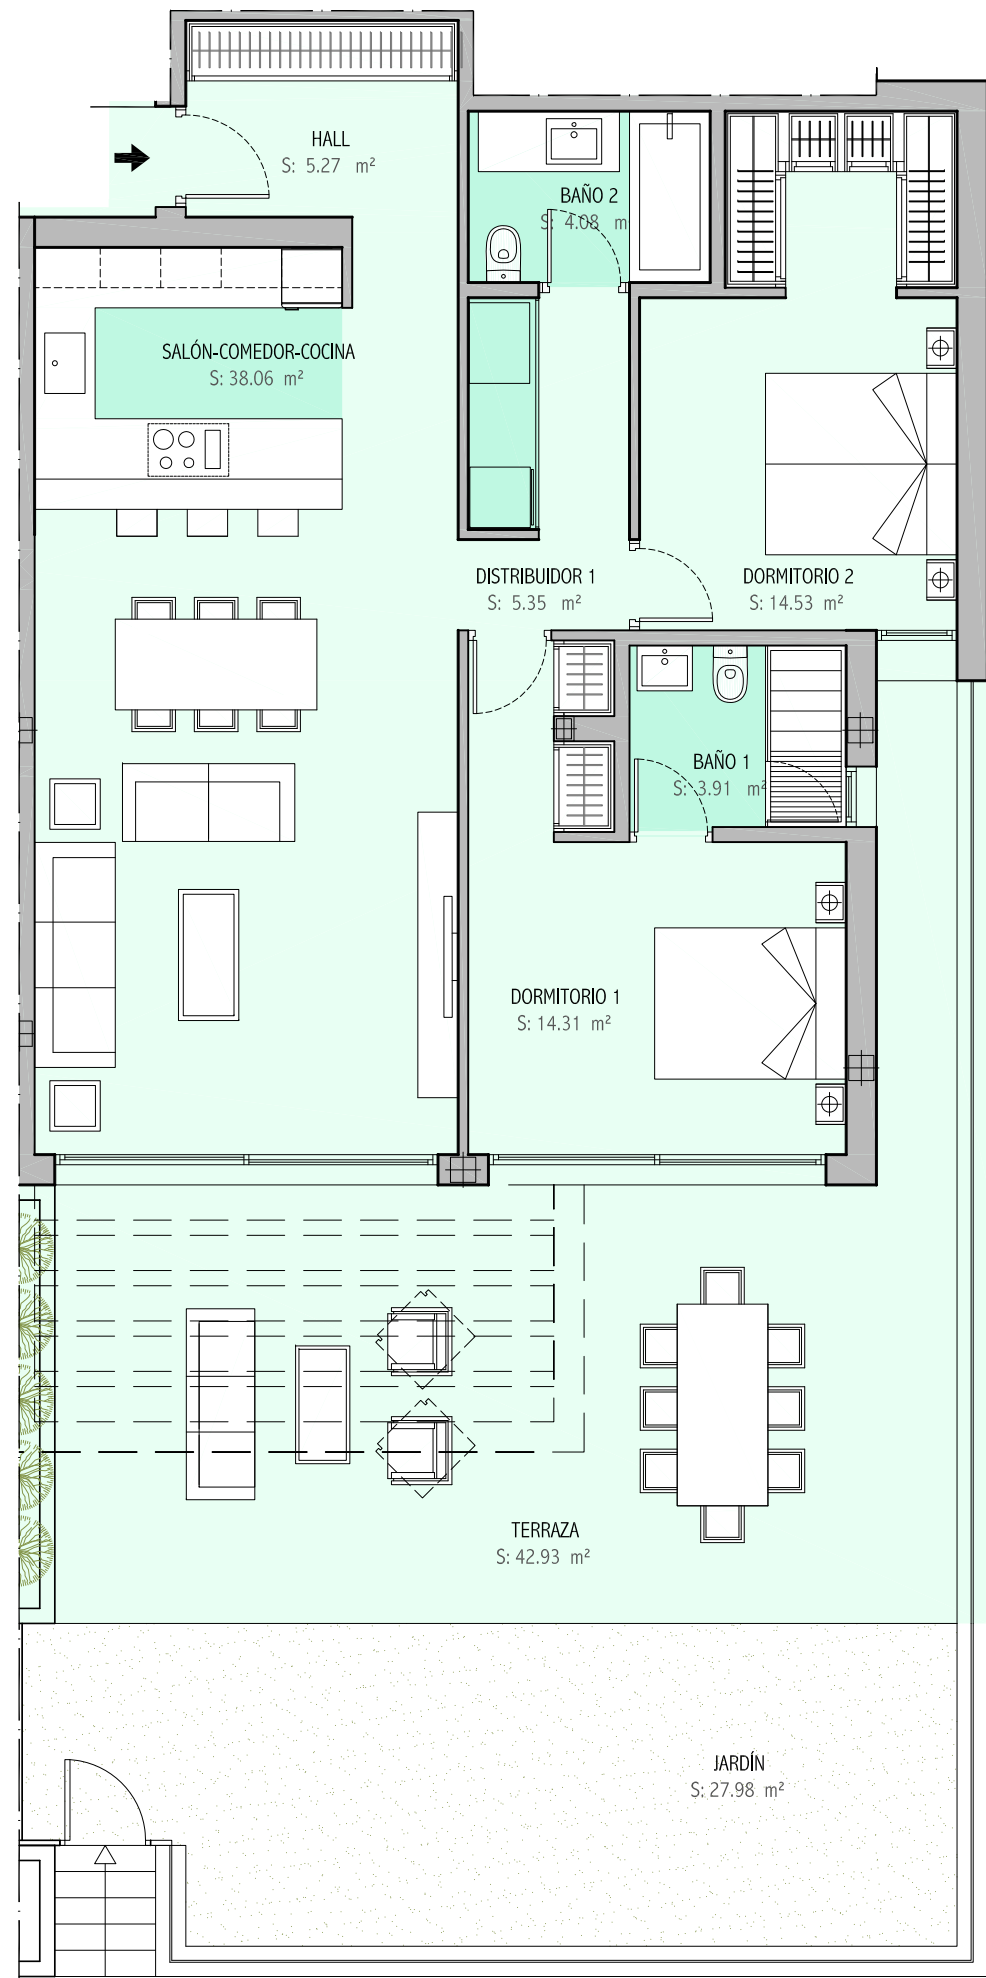 HALL
S: 5.27 m²
BAÑO 2
S: 4.08 m
SALÓN-COMEDOR-COCINA
S: 38.06 m²
DISTRIBUIDOR 1
S: 5.35 m²
DORMITORIO 2
S: 14.53 m²
BAÑO 1
S: 3.91 m²
DORMITORIO 1
S: 14.31 m²
TERRAZA
S: 42.93 m²
JARDÍN
S: 27.98 m²